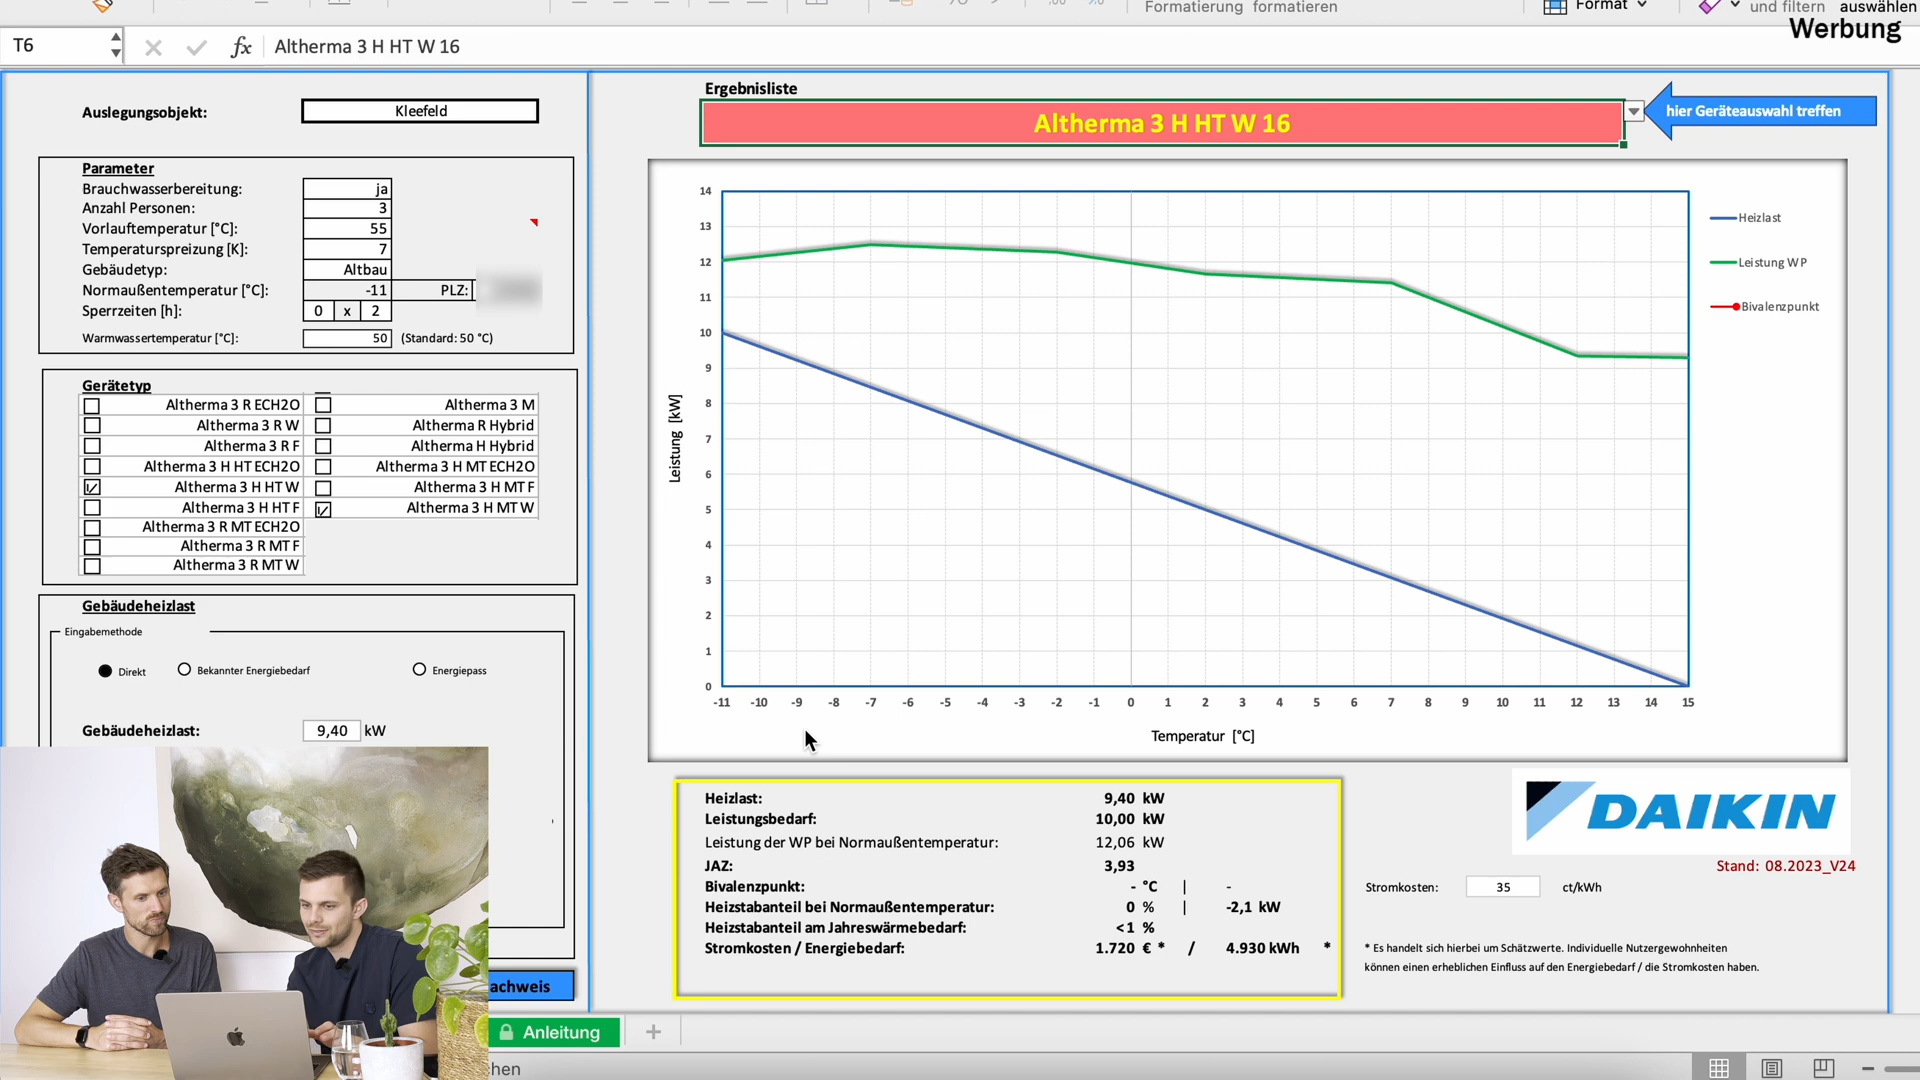 Formatierung formatieren
Format
und filtern auswählen
Werbung
T6
fx
Altherma 3 H HT W 16
Auslegungsobjekt:
Kleefeld
Parameter
Brauchwasserbereitung: ja
Anzahl Personen: 3
Vorlauftemperatur [°C]: 55
Temperaturspreizung [K]: 7
Gebäudetyp: Altbau
Normaußentemperatur [°C]: -11 PLZ:
Sperrzeiten [h]: 0 x 2
Warmwassertemperatur [°C]: 50 (Standard: 50 °C)
Gerätetyp
Altherma 3 R ECH2O Altherma 3 M
Altherma 3 R W Altherma R Hybrid
Altherma 3 R F Altherma H Hybrid
Altherma 3 H HT ECH2O Altherma 3 H MT ECH2O
Altherma 3 H HT W Altherma 3 H MT F
Altherma 3 H HT F Altherma 3 H MT W
Altherma 3 R MT ECH2O
Altherma 3 R MT F
Altherma 3 R MT W
Gebäudeheizlast
Eingabemethode
Direkt Bekannter Energiebedarf Energiepass
Gebäudeheizlast: 9,40 kW
achweis
Ergebnisliste
Altherma 3 H HT W 16
hier Geräteauswahl treffen
14
13
12
11
10
9
8
7
6
5
4
3
2
1
0
Leistung [kW]
-11 -10 -9 -8 -7 -6 -5 -4 -3 -2 -1 0 1 2 3 4 5 6 7 8 9 10 11 12 13 14 15
Temperatur [°C]
Heizlast
Leistung WP
Bivalenzpunkt
Heizlast: 9,40 kW
Leistungsbedarf: 10,00 kW
Leistung der WP bei Normaußentemperatur: 12,06 kW
JAZ: 3,93
Bivalenzpunkt: - °C | -
Heizstabanteil bei Normaußentemperatur: 0 % | -2,1 kW
Heizstabanteil am Jahreswärmebedarf: <1 %
Stromkosten / Energiebedarf: 1.720 € * / 4.930 kWh *
DAIKIN
Stand: 08.2023_V24
Stromkosten: 35 ct/kWh
* Es handelt sich hierbei um Schätzwerte. Individuelle Nutzergewohnheiten
können einen erheblichen Einfluss auf den Energiebedarf / die Stromkosten haben.
Anleitung
hen